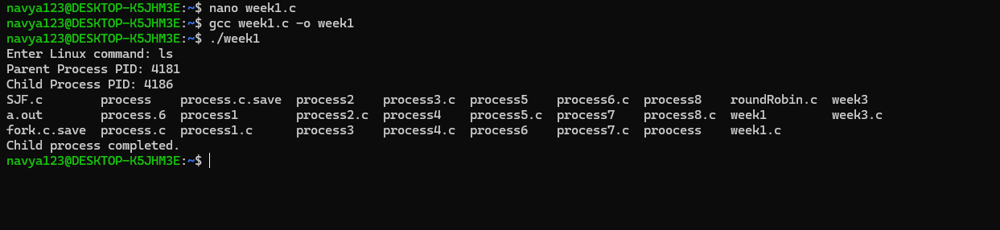 navya123@DESKTOP-K5JHM3E:~$ nano week1.c
navya123@DESKTOP-K5JHM3E:~$ gcc week1.c -o week1
navya123@DESKTOP-K5JHM3E:~$ ./week1
Enter Linux command: ls
Parent Process PID: 4181
Child Process PID: 4186
SJF.c        process    process.c.save  process2    process3.c  process5    process6.c  process8    roundRobin.c  week3
a.out        process.6  process1        process2.c  process4    process5.c  process7    process8.c  week1         week3.c
fork.c.save  process.c  process1.c      process3    process4.c  process6    process7.c  proocess    week1.c
Child process completed.
navya123@DESKTOP-K5JHM3E:~$